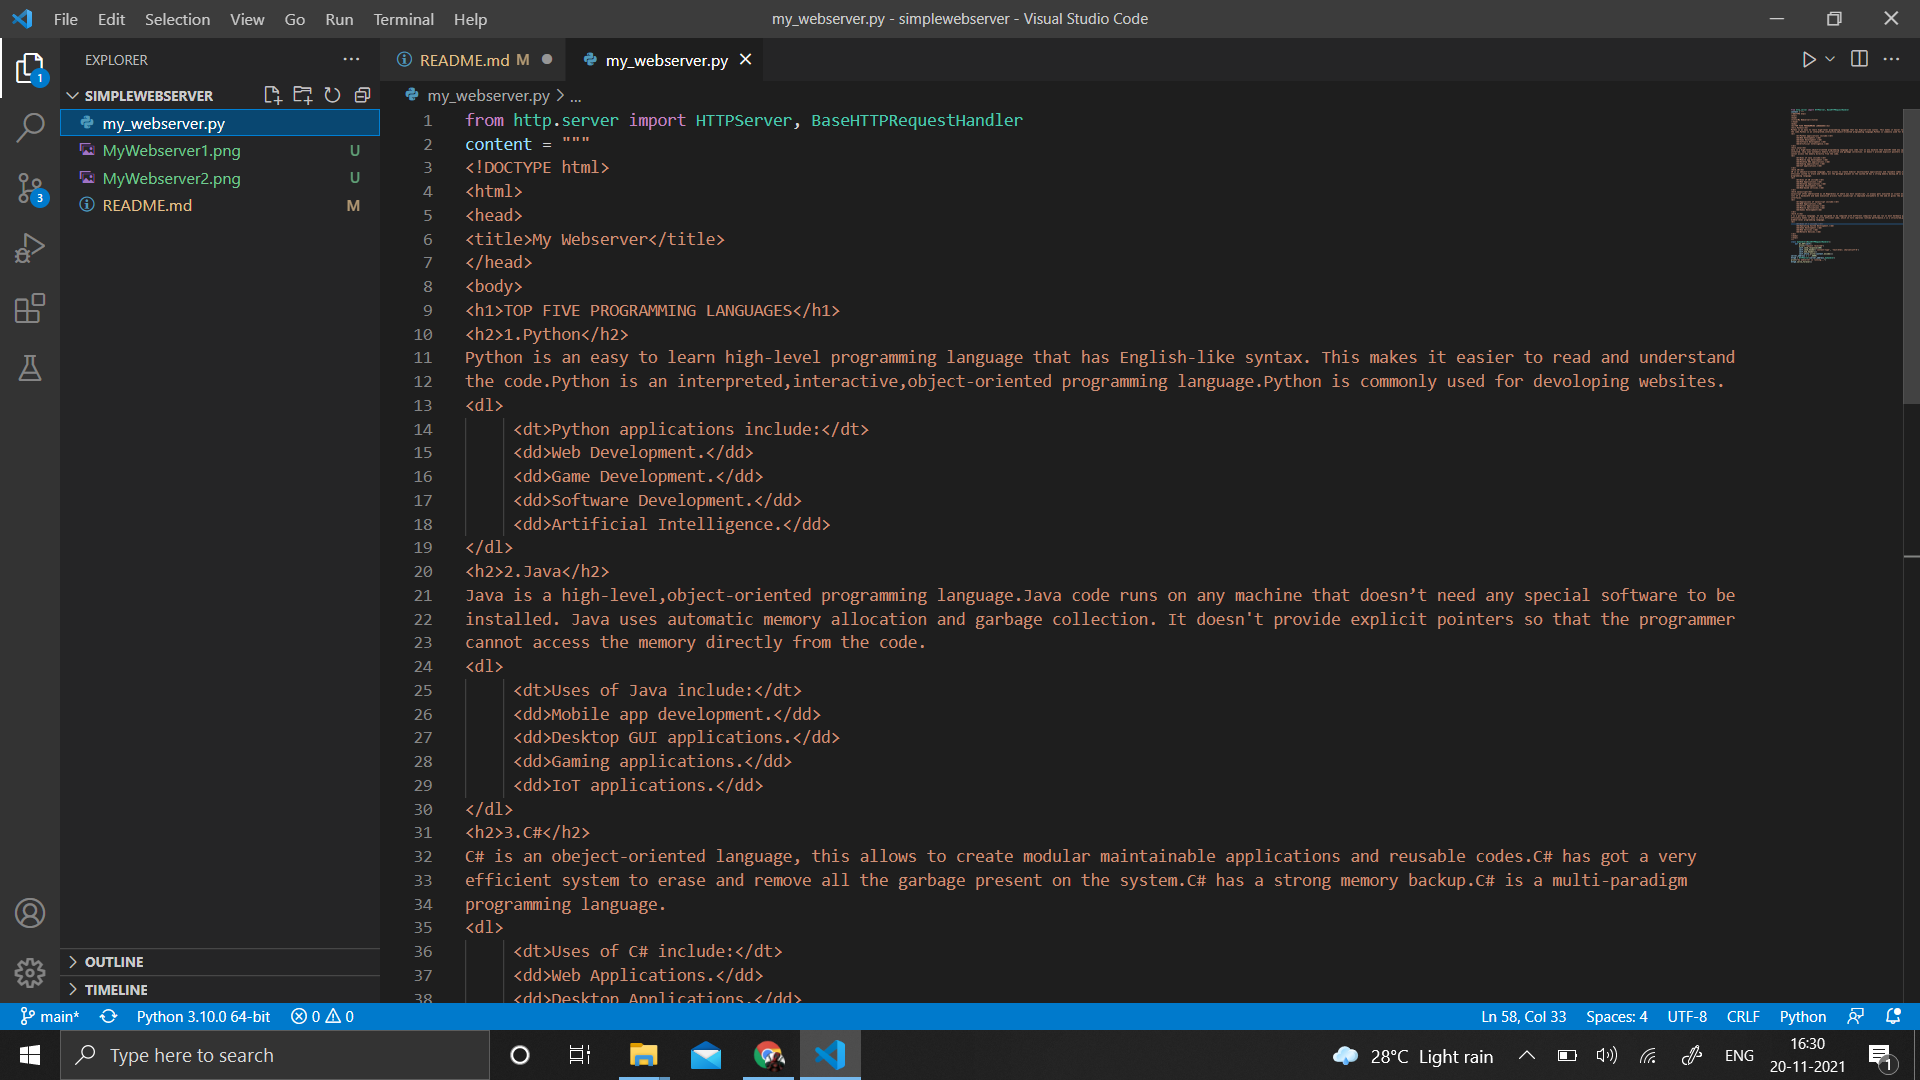 File Edit Selection View Go Run Terminal Help
my_webserver.py - simplewebserver - Visual Studio Code
EXPLORER
README.md M
my_webserver.py
SIMPLEWEBSERVER
my_webserver.py > ...
my_webserver.py
MyWebserver1.png U
MyWebserver2.png U
README.md M
1
3
1 from http.server import HTTPServer, BaseHTTPRequestHandler
2 content = """
3 <!DOCTYPE html>
4 <html>
5 <head>
6 <title>My Webserver</title>
7 </head>
8 <body>
9 <h1>TOP FIVE PROGRAMMING LANGUAGES</h1>
10 <h2>1.Python</h2>
11 Python is an easy to learn high-level programming language that has English-like syntax. This makes it easier to read and understand
12 the code.Python is an interpreted,interactive,object-oriented programming language.Python is commonly used for devoloping websites.
13 <dl>
14 <dt>Python applications include:</dt>
15 <dd>Web Development.</dd>
16 <dd>Game Development.</dd>
17 <dd>Software Development.</dd>
18 <dd>Artificial Intelligence.</dd>
19 </dl>
20 <h2>2.Java</h2>
21 Java is a high-level,object-oriented programming language.Java code runs on any machine that doesn’t need any special software to be
22 installed. Java uses automatic memory allocation and garbage collection. It doesn't provide explicit pointers so that the programmer
23 cannot access the memory directly from the code.
24 <dl>
25 <dt>Uses of Java include:</dt>
26 <dd>Mobile app development.</dd>
27 <dd>Desktop GUI applications.</dd>
28 <dd>Gaming applications.</dd>
29 <dd>IoT applications.</dd>
30 </dl>
31 <h2>3.C#</h2>
32 C# is an obeject-oriented language, this allows to create modular maintainable applications and reusable codes.C# has got a very
33 efficient system to erase and remove all the garbage present on the system.C# has a strong memory backup.C# is a multi-paradigm
34 programming language.
35 <dl>
36 <dt>Uses of C# include:</dt>
37 <dd>Web Applications.</dd>
38 <dd>Desktop Applications.</dd>
OUTLINE
TIMELINE
main* Python 3.10.0 64-bit 0 0
Ln 58, Col 33 Spaces: 4 UTF-8 CRLF Python
Type here to search
28°C Light rain
ENG
16:30
20-11-2021
1